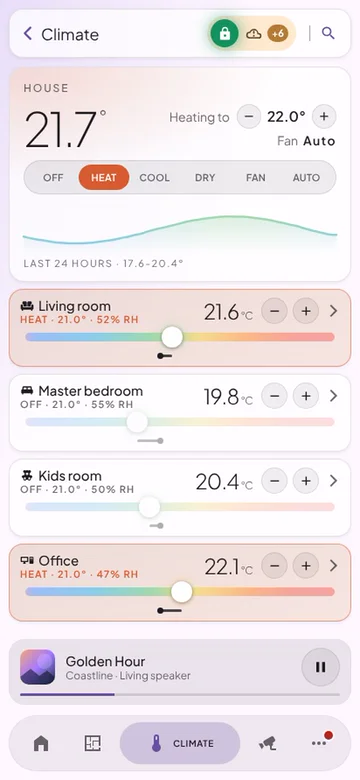 Climate
+6
HOUSE
21.7°
Heating to − 22.0° +
Fan Auto
OFF HEAT COOL DRY FAN AUTO
LAST 24 HOURS · 17.6–20.4°
Living room
HEAT · 21.0° · 52% RH
21.6 °C − +
Master bedroom
OFF · 21.0° · 55% RH
19.8 °C − +
Kids room
OFF · 21.0° · 50% RH
20.4 °C − +
Office
HEAT · 21.0° · 47% RH
22.1 °C − +
Golden Hour
Coastline · Living speaker
CLIMATE